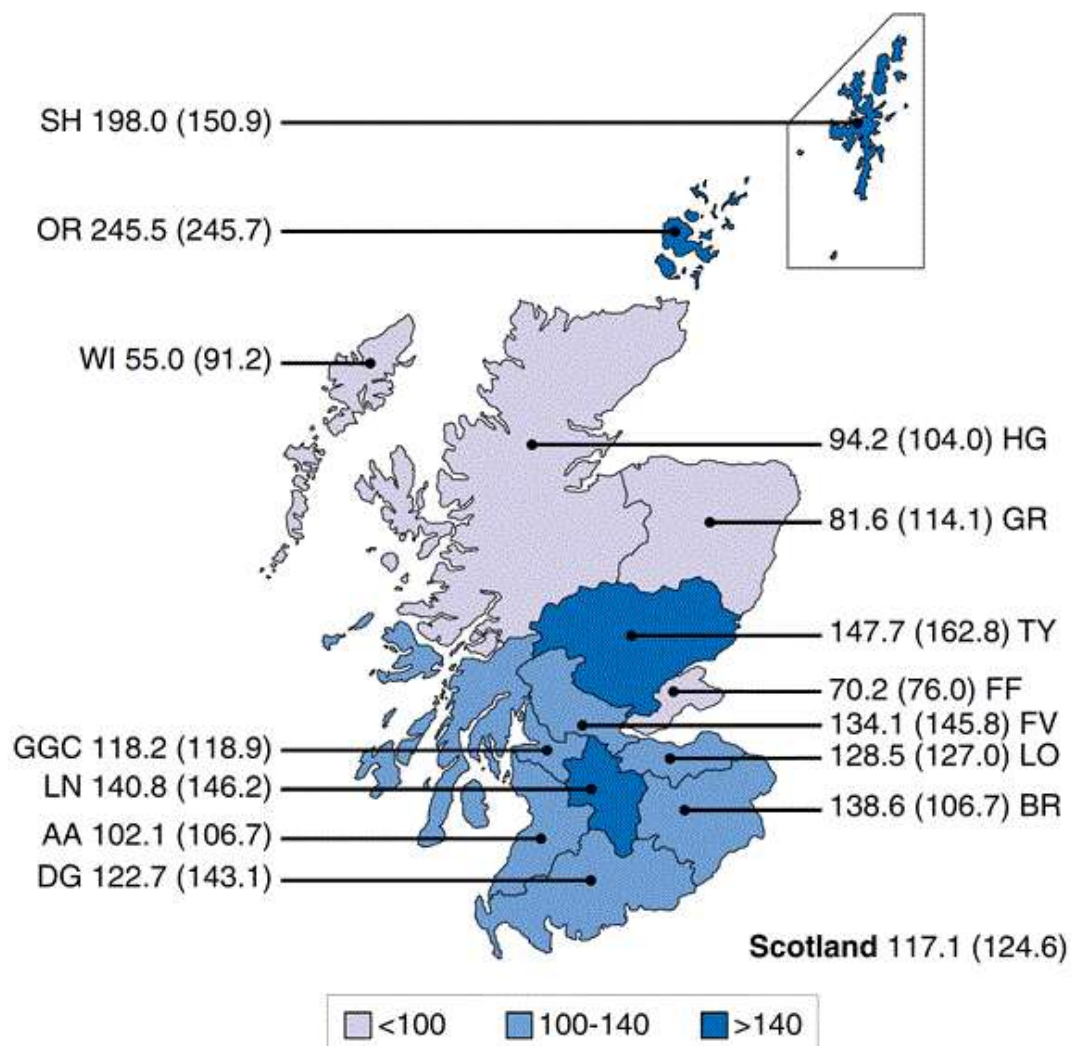 SH 198.0 (150.9)
OR 245.5 (245.7)
WI 55.0 (91.2)
94.2 (104.0) HG
81.6 (114.1) GR
147.7 (162.8) TY
70.2 (76.0) FF
134.1 (145.8) FV
GGC 118.2 (118.9)
128.5 (127.0) LO
LN 140.8 (146.2)
138.6 (106.7) BR
AA 102.1 (106.7)
DG 122.7 (143.1)
Scotland 117.1 (124.6)
<100 100-140 >140